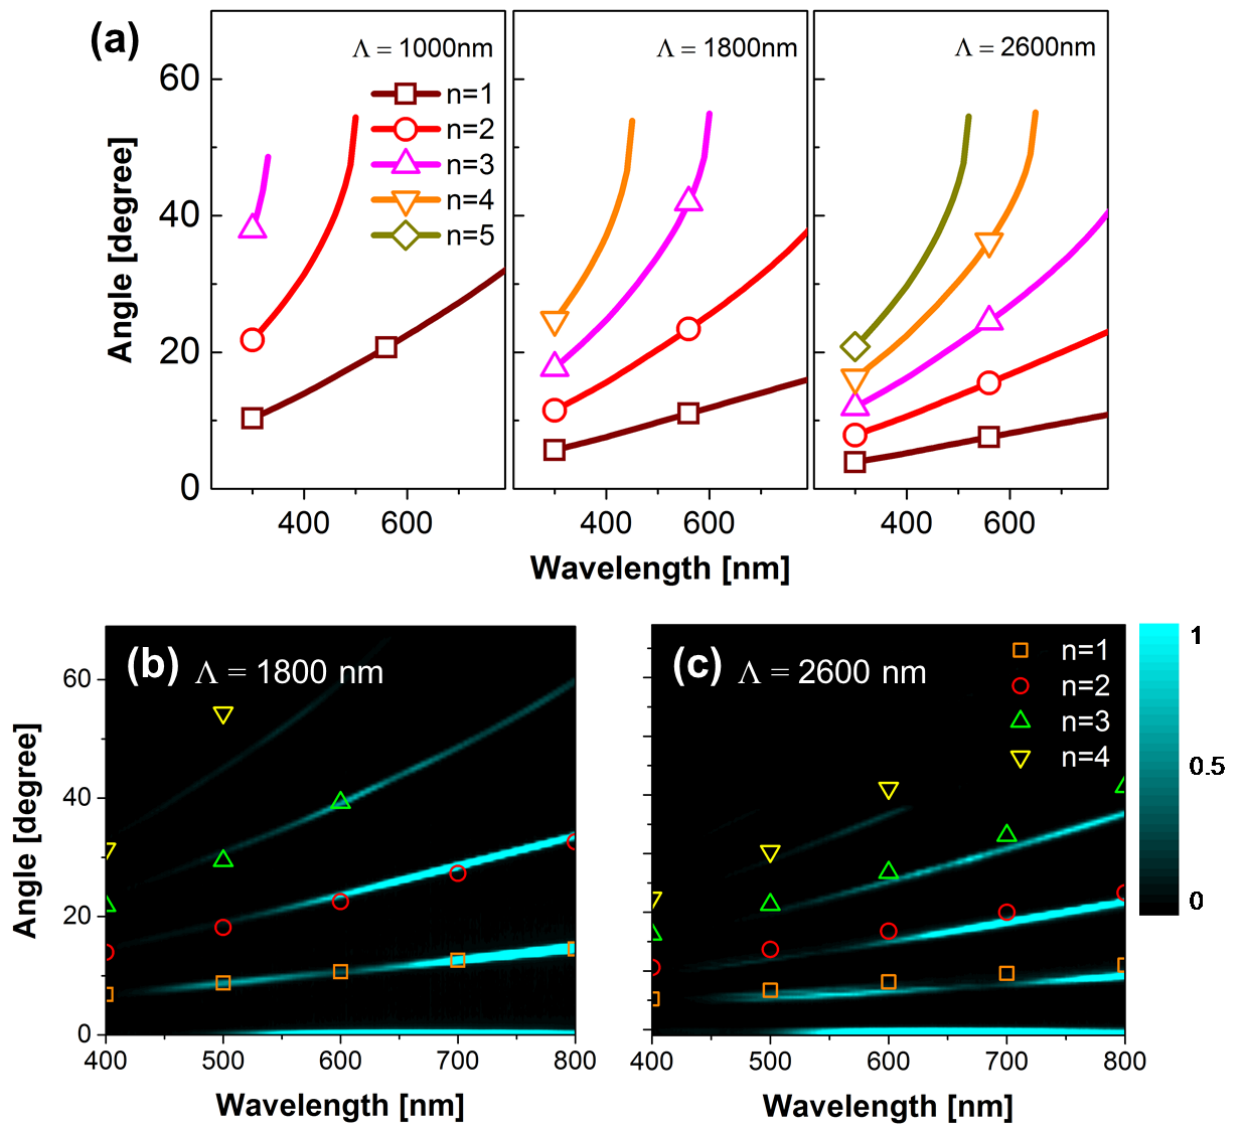 (a)
Λ = 1000nm
Λ = 1800nm
Λ = 2600nm
n=1
n=2
n=3
n=4
n=5
Angle [degree]
60
40
20
0
400 600
400 600
400 600
Wavelength [nm]
(b) Λ = 1800 nm
Angle [degree]
60
40
20
0
400 500 600 700 800
Wavelength [nm]
(c) Λ = 2600 nm
n=1
n=2
n=3
n=4
400 500 600 700 800
Wavelength [nm]
1
0.5
0